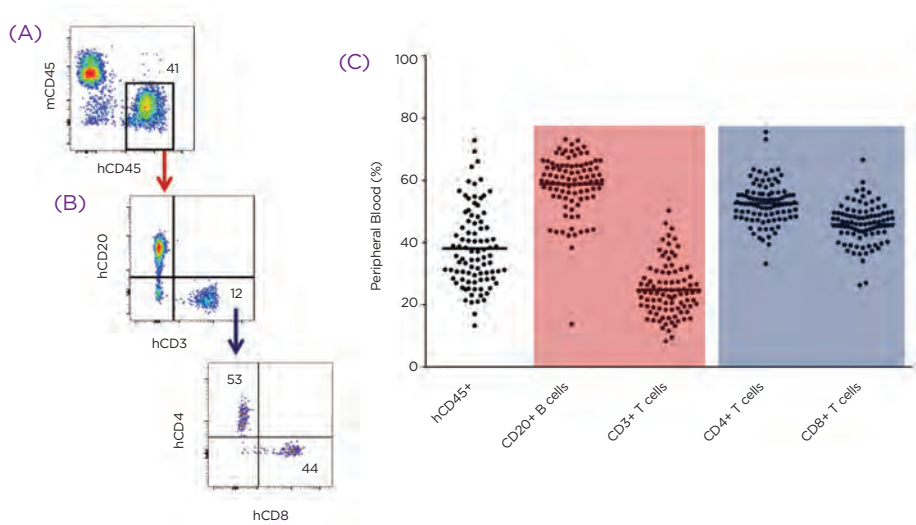 (A)
mCD45
41
hCD45
(B)
hCD20
12
hCD3
53
hCD4
44
hCD8
(C)
Peripheral Blood (%)
100
80
60
40
20
0
hCD45+
CD20+ B cells
CD3+ T cells
CD4+ T cells
CD8+ T cells